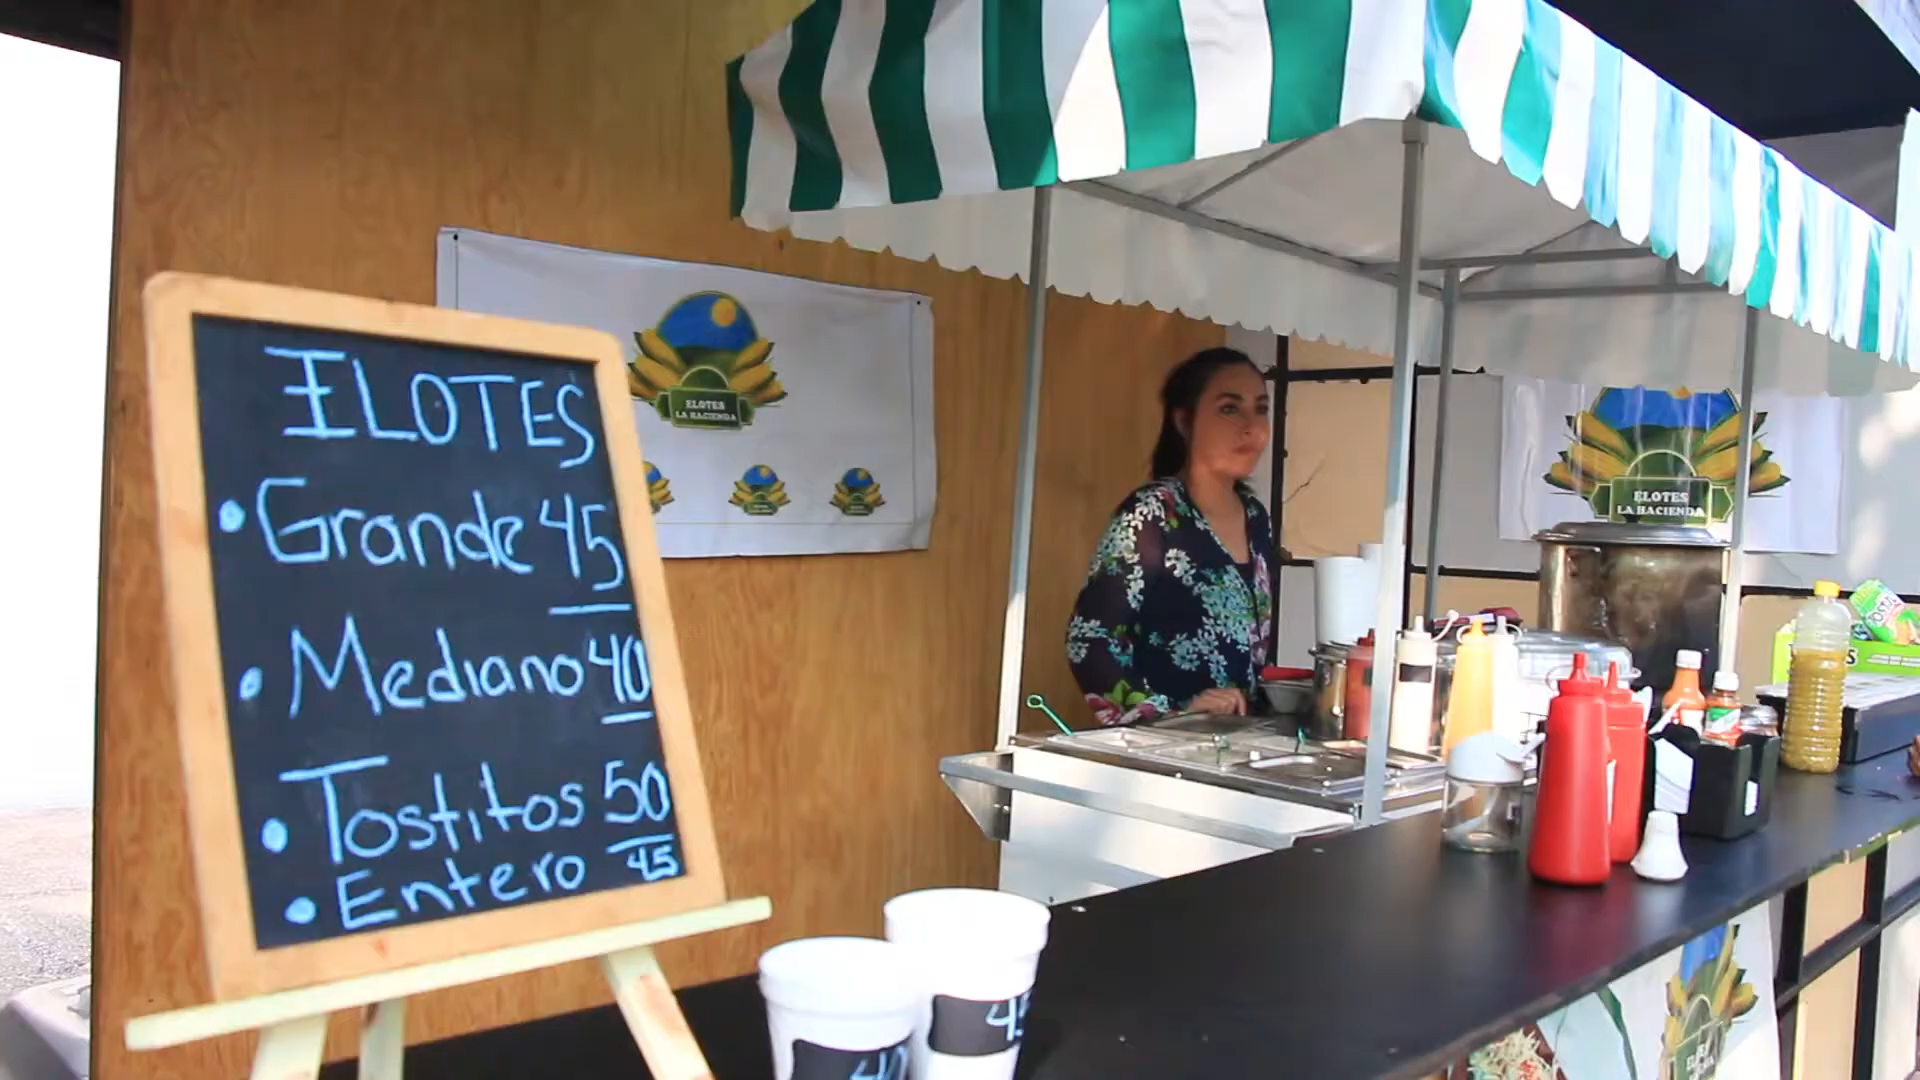 ELOTES
• Grande 45
• Mediano 40
• Tostitos 50
• Entero 45
ELOTES
LA HACIENDA
ELOTES
LA HACIENDA
40
45